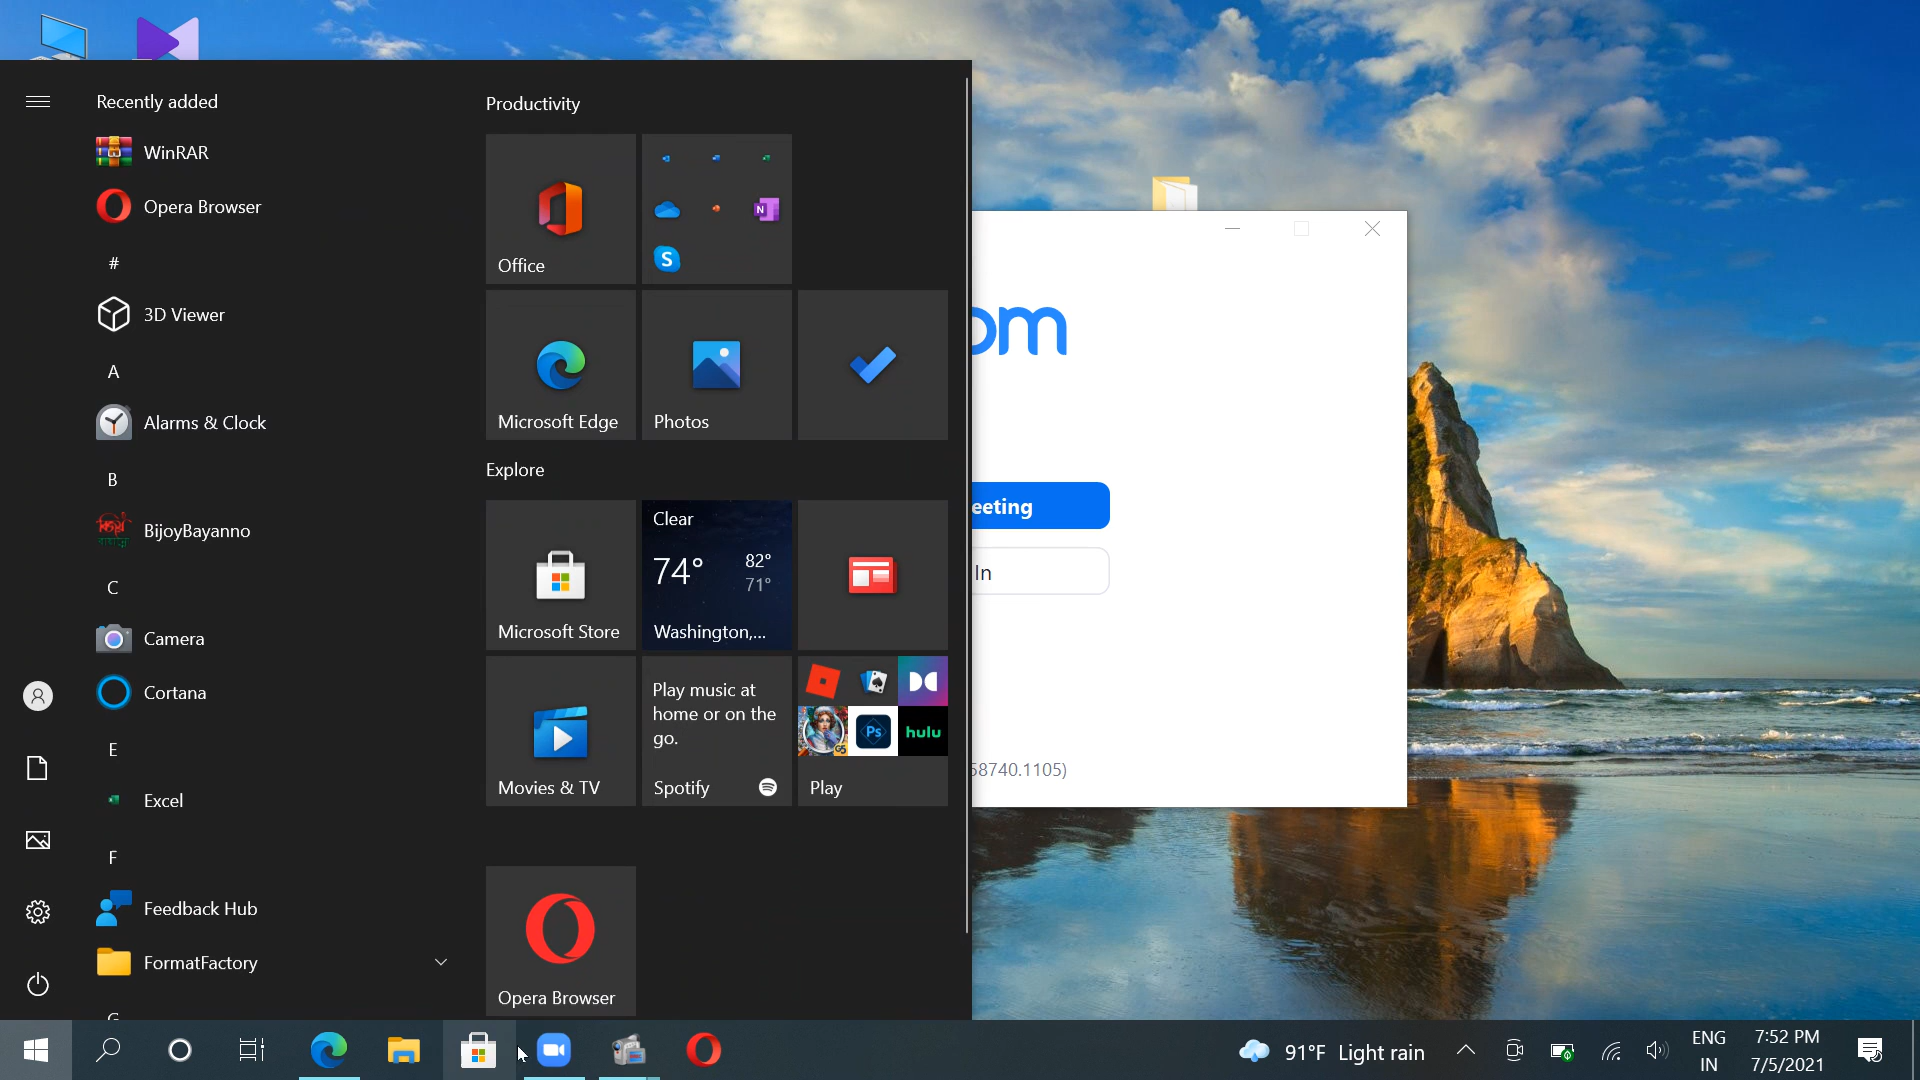 Recently added
WinRAR
Opera Browser
#
3D Viewer
A
Alarms & Clock
B
BijoyBayanno
C
Camera
Cortana
E
Excel
F
Feedback Hub
FormatFactory
Productivity
Office
N
S
Microsoft Edge
Photos
Explore
Microsoft Store
Clear
74°
82°
71°
Washington,...
Movies & TV
Play music at
home or on the
go.
Spotify
Ps
hulu
Play
Opera Browser
om
eeting
In
58740.1105)
91°F Light rain
ENG
IN
7:52 PM
7/5/2021